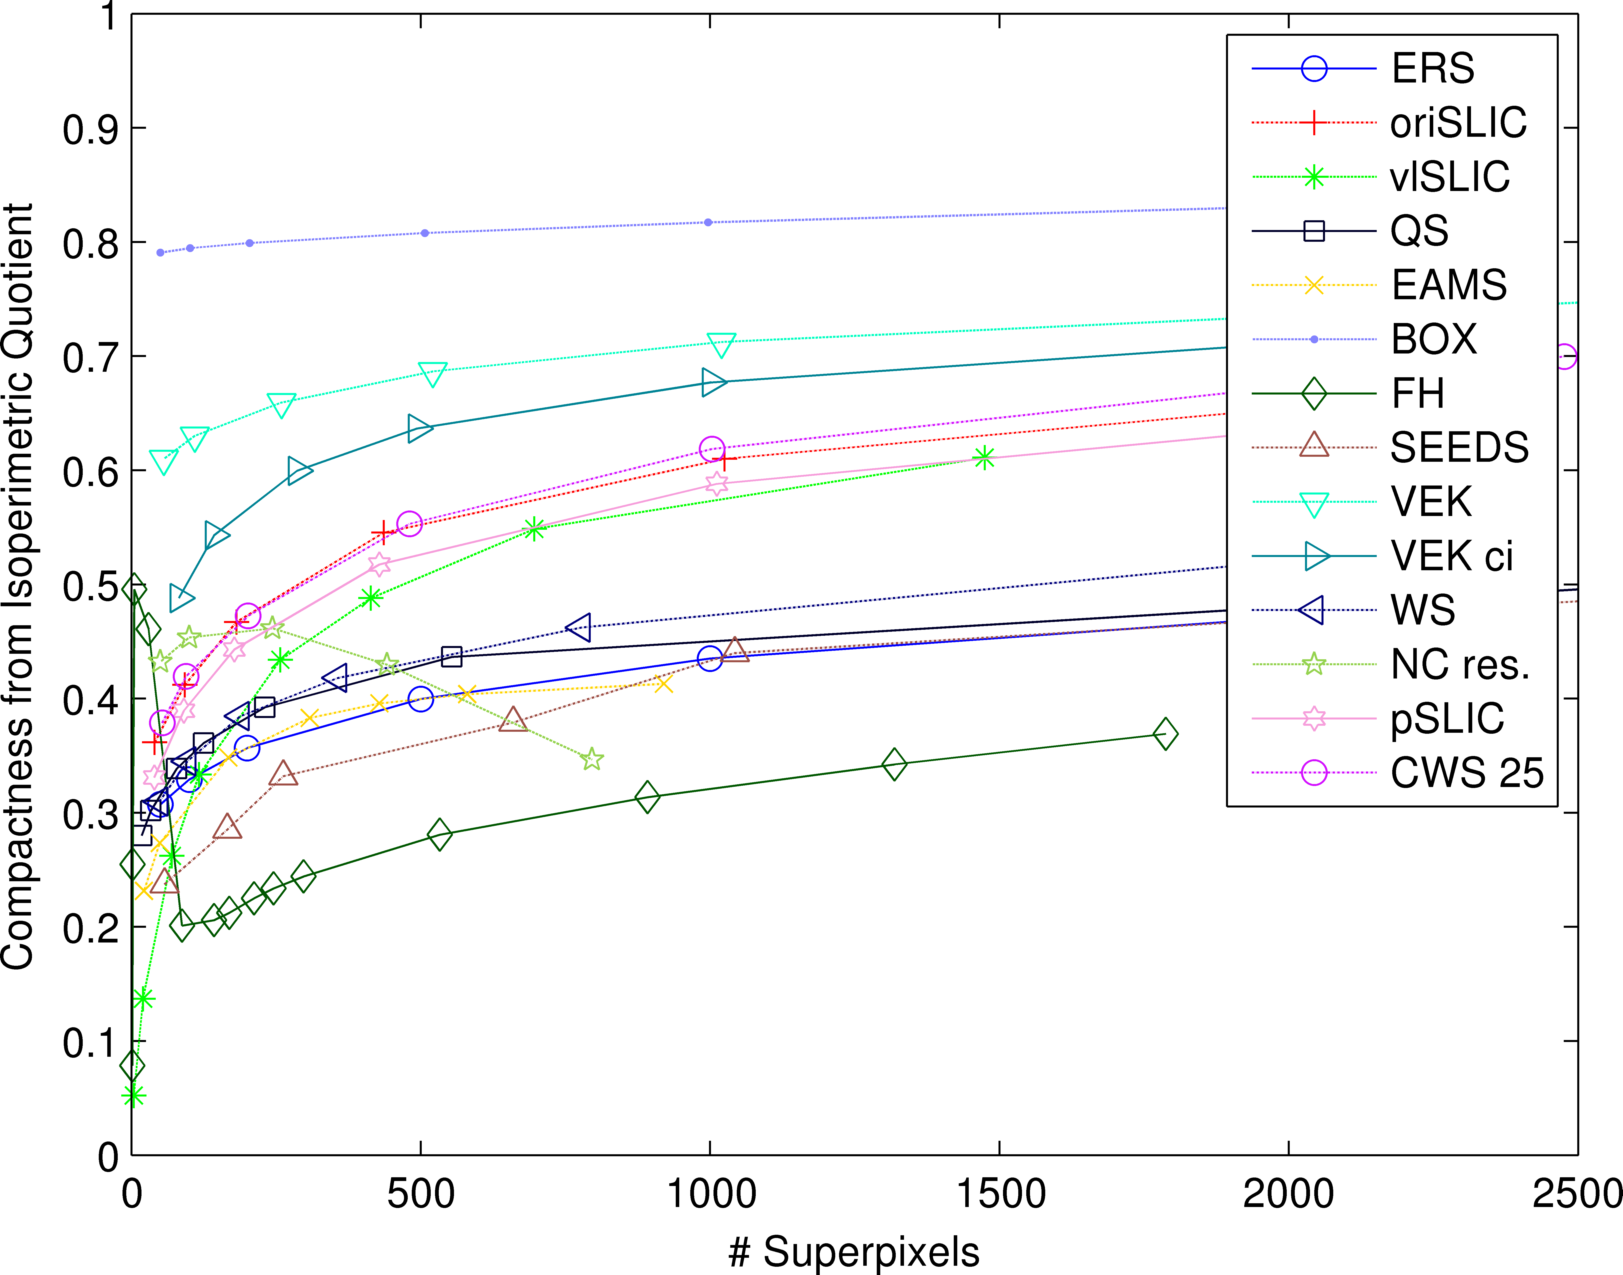 Compactness from Isoperimetric Quotient
1
0.9
0.8
0.7
0.6
0.5
0.4
0.3
0.2
0.1
0
0 500 1000 1500 2000 2500
# Superpixels
ERS
oriSLIC
vlSLIC
QS
EAMS
BOX
FH
SEEDS
VEK
VEK ci
WS
NC res.
pSLIC
CWS 25